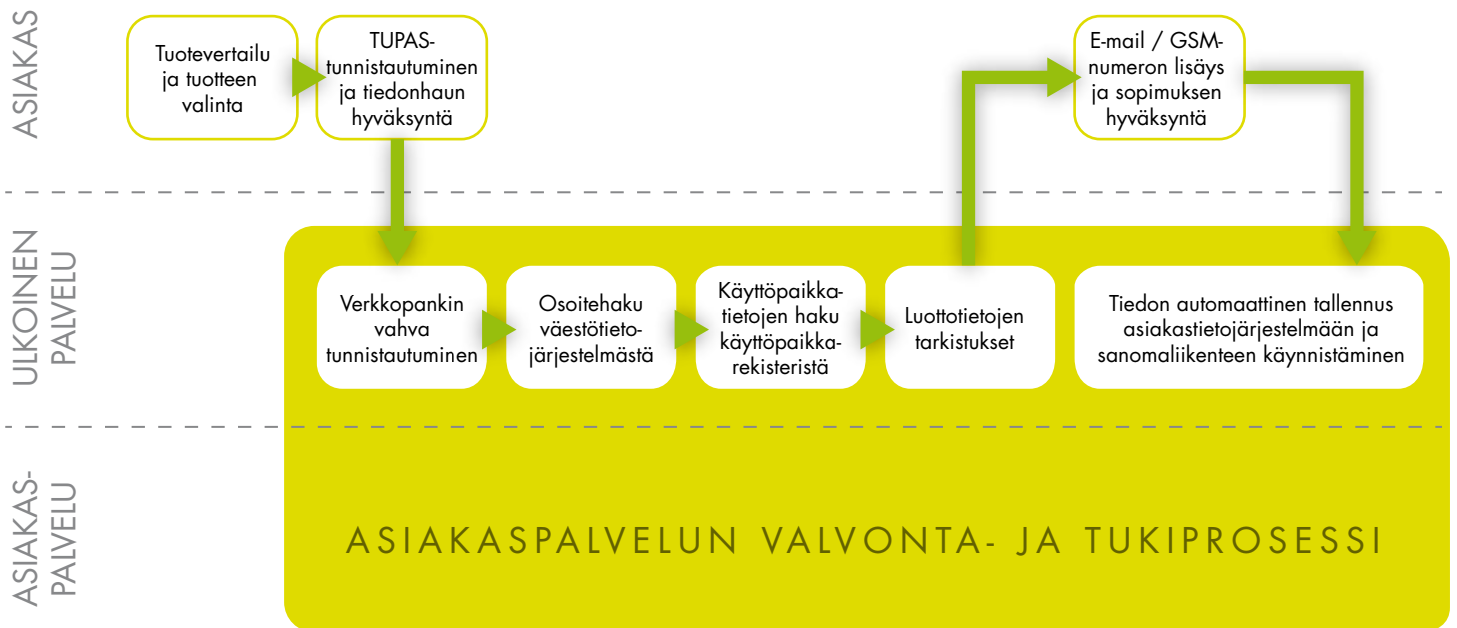 ASIAKAS
Tuotevertailu
ja tuotteen
valinta
TUPAS-
tunnistautuminen
ja tiedonhaun
hyväksyntä
E-mail / GSM-
numeron lisäys
ja sopimuksen
hyväksyntä
ULKOINEN
PALVELU
Verkkopankin
vahva
tunnistautuminen
Osoitehaku
väestötieto-
järjestelmästä
Käyttöpaikka-
tietojen haku
käyttöpaikka-
rekisteristä
Luottotietojen
tarkistukset
Tiedon automaattinen tallennus
asiakastietojärjestelmään ja
sanomaliikenteen käynnistäminen
ASIAKAS-
PALVELU
ASIAKASPALVELUN VALVONTA- JA TUKIPROSESSI